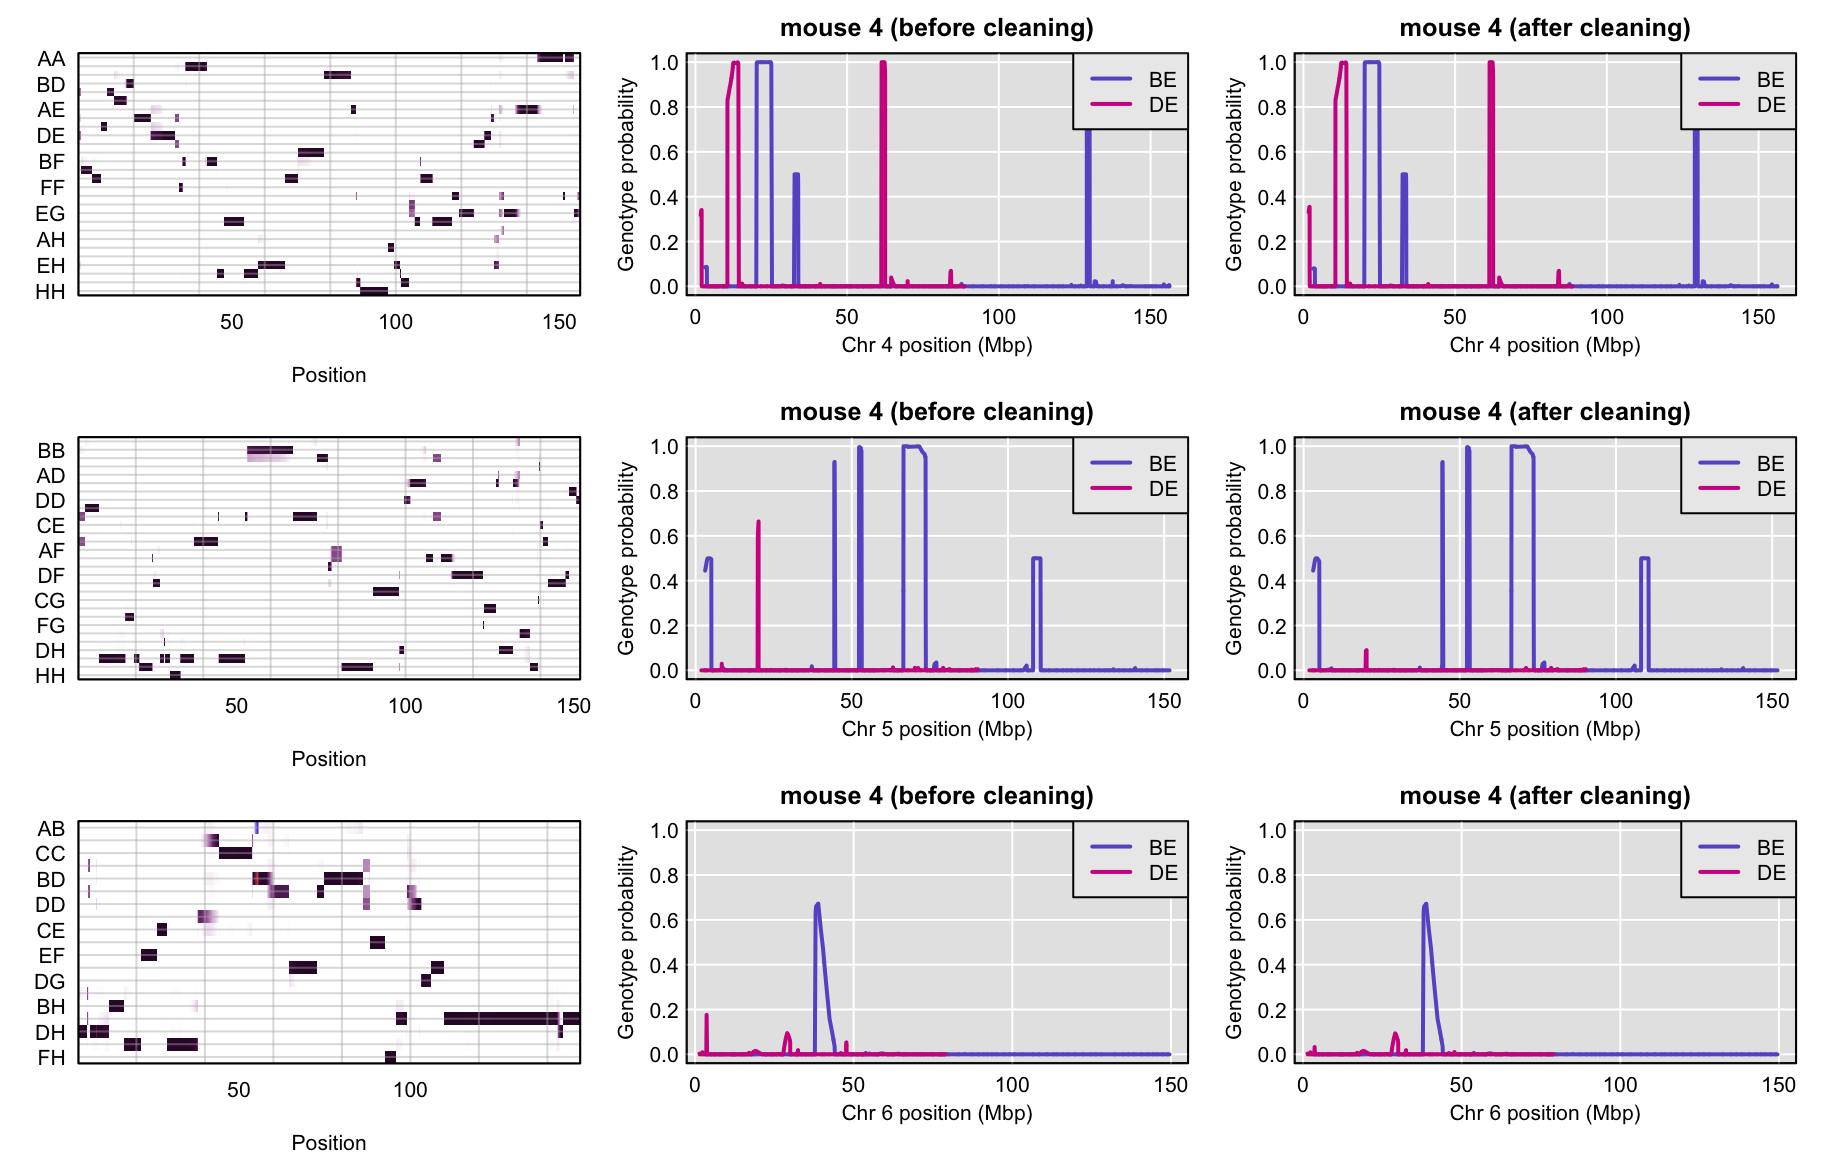 AA
BD
AE
DE
BF
FF
EG
AH
EH
HH
50 100 150
Position
mouse 4 (before cleaning)
Genotype probability
1.0
0.8
0.6
0.4
0.2
0.0
BE
DE
0 50 100 150
Chr 4 position (Mbp)
mouse 4 (after cleaning)
Genotype probability
1.0
0.8
0.6
0.4
0.2
0.0
BE
DE
0 50 100 150
Chr 4 position (Mbp)
BB
AD
DD
CE
AF
DF
CG
FG
DH
HH
50 100 150
Position
mouse 4 (before cleaning)
Genotype probability
1.0
0.8
0.6
0.4
0.2
0.0
BE
DE
0 50 100 150
Chr 5 position (Mbp)
mouse 4 (after cleaning)
Genotype probability
1.0
0.8
0.6
0.4
0.2
0.0
BE
DE
0 50 100 150
Chr 5 position (Mbp)
AB
CC
BD
DD
CE
EF
DG
BH
DH
FH
50 100
Position
mouse 4 (before cleaning)
Genotype probability
1.0
0.8
0.6
0.4
0.2
0.0
BE
DE
0 50 100 150
Chr 6 position (Mbp)
mouse 4 (after cleaning)
Genotype probability
1.0
0.8
0.6
0.4
0.2
0.0
BE
DE
0 50 100 150
Chr 6 position (Mbp)